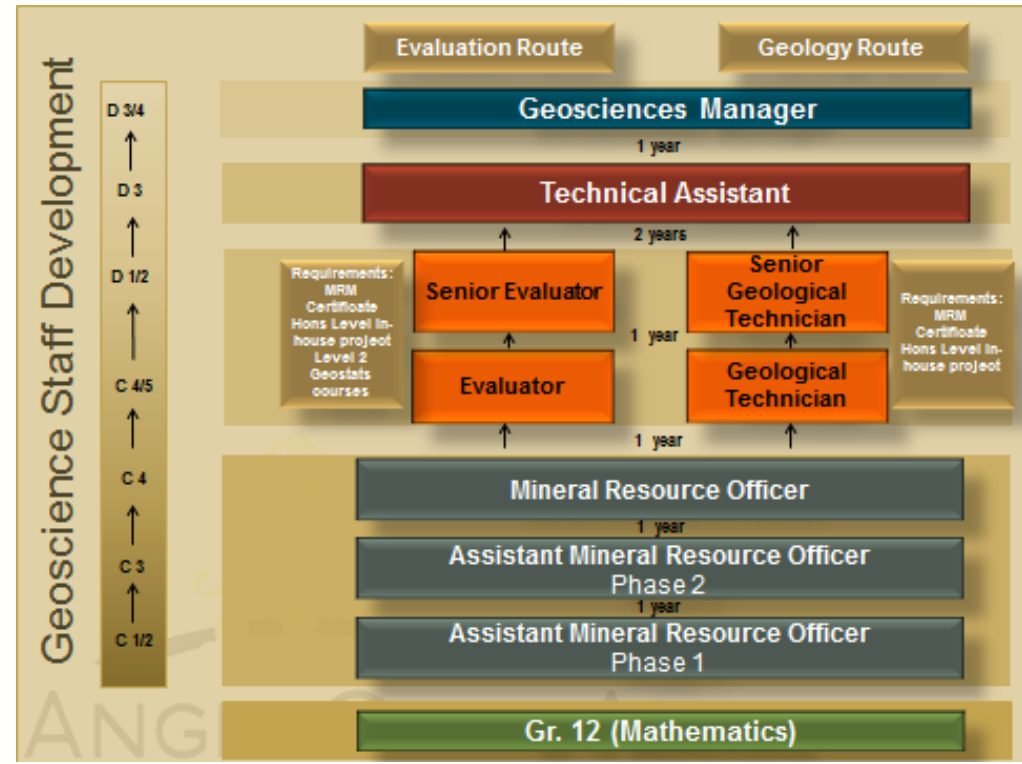 Geoscience Staff Development
D 3/4
D 3
D 1/2
C 4/5
C 4
C 3
C 1/2
Evaluation Route
Geology Route
Geosciences Manager
1 year
Technical Assistant
2 years
Requirements:
MRM
Certificate
Hons Level In-
house project
Level 2
Geostats
courses
Senior Evaluator
Evaluator
1 year
Senior
Geological
Technician
Geological
Technician
Requirements:
MRM
Certificate
Hons Level In-
house project
1 year
Mineral Resource Officer
1 year
Assistant Mineral Resource Officer
Phase 2
1 year
Assistant Mineral Resource Officer
Phase 1
Gr. 12 (Mathematics)